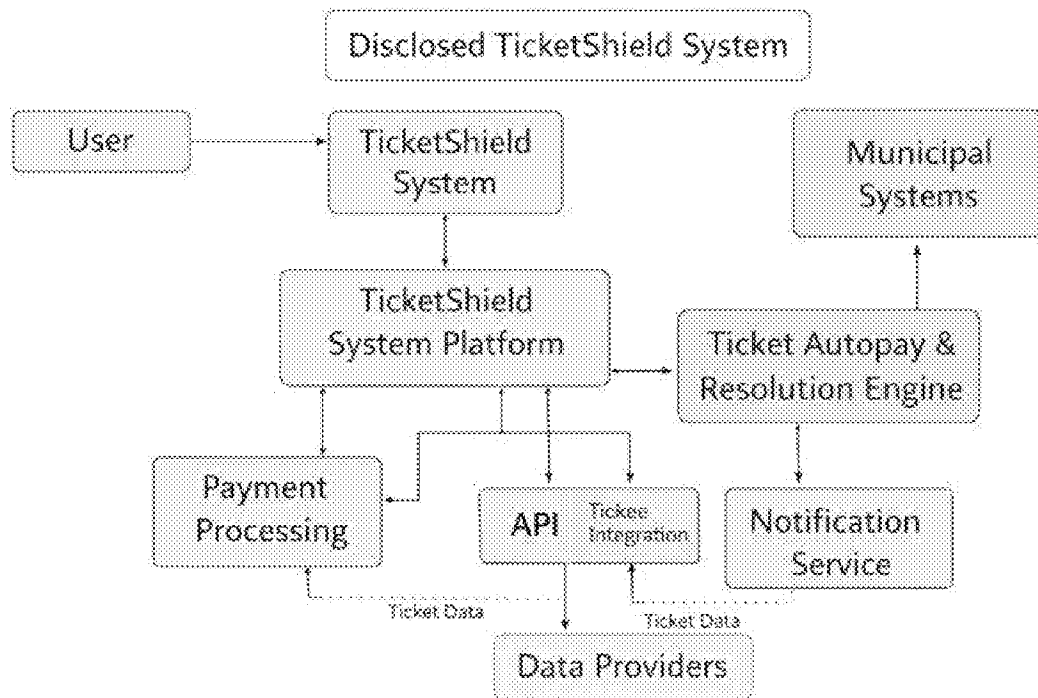 Disclosed TicketShield System
User
TicketShield
System
Municipal
Systems
TicketShield
System Platform
Ticket Autopay &
Resolution Engine
Payment
Processing
API
Tickee
Integration
Notification
Service
Ticket Data
Ticket Data
Data Providers